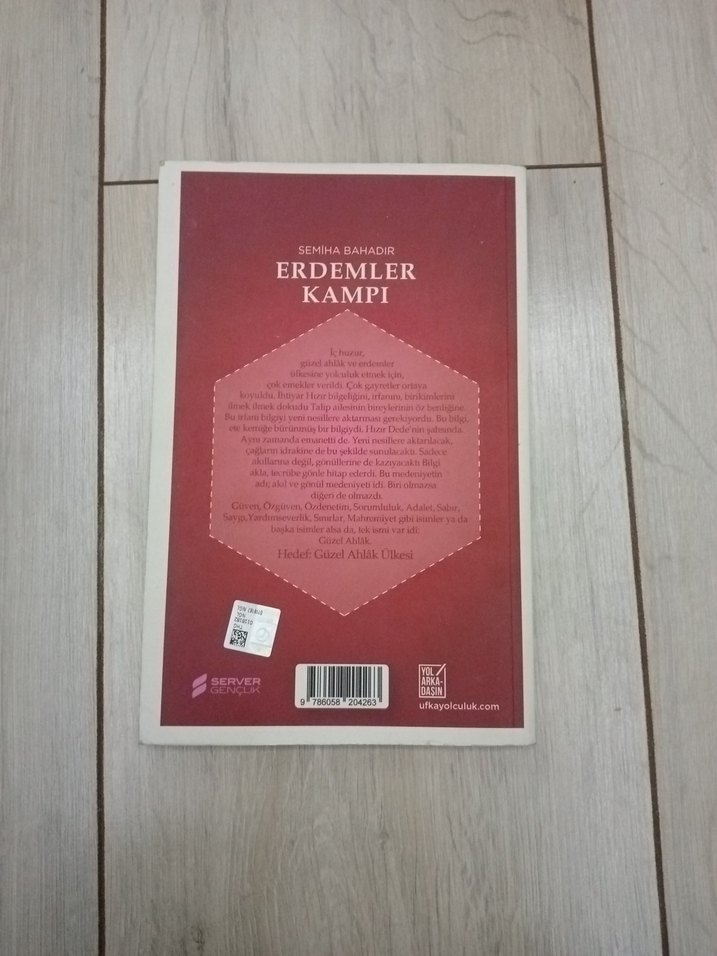 SEMİHA BAHADIR
ERDEMLER
KAMPI
İç huzur,
güzel ahlâk ve erdemler
ülkesine yolculuk etmek için,
çok emekler verildi. Çok gayretler ortaya
koyuldu. İhtiyar Hızır bilgeliğini, irfanını, birikimlerini
ilmek ilmek dokudu Talip ailesinin bireylerinin öz benliğine.
Bu irfani bilgiyi yeni nesillere aktarması gerekiyordu. Bu bilgi,
ete kemiğe bürünmüş bir bilgiydi. Hızır Dede'nin şahsında.
Aynı zamanda emanetti de. Yeni nesillere aktarılacak,
çağların idrakine de bu şekilde sunulacaktı. Sadece
akıllarına değil, gönüllerine de kazıyacaktı Bilgi
akla, tecrübe gönle hitap ederdi. Bu medeniyetin
adı; akıl ve gönül medeniyeti idi. Biri olmazsa
diğeri de olmazdı.
Güven, Özgüven, Özdenetim, Sorumluluk, Adalet, Sabır,
Saygı, Yardımseverlik, Sınırlar, Mahremiyet gibi isimler ya da
başka isimler alsa da, tek ismi var idi:
Güzel Ahlâk.
Hedef: Güzel Ahlâk Ülkesi
SERVER
GENÇLİK
9 786058 204263
YOL
ARKA-
DAŞIN
ufkayolculuk.com